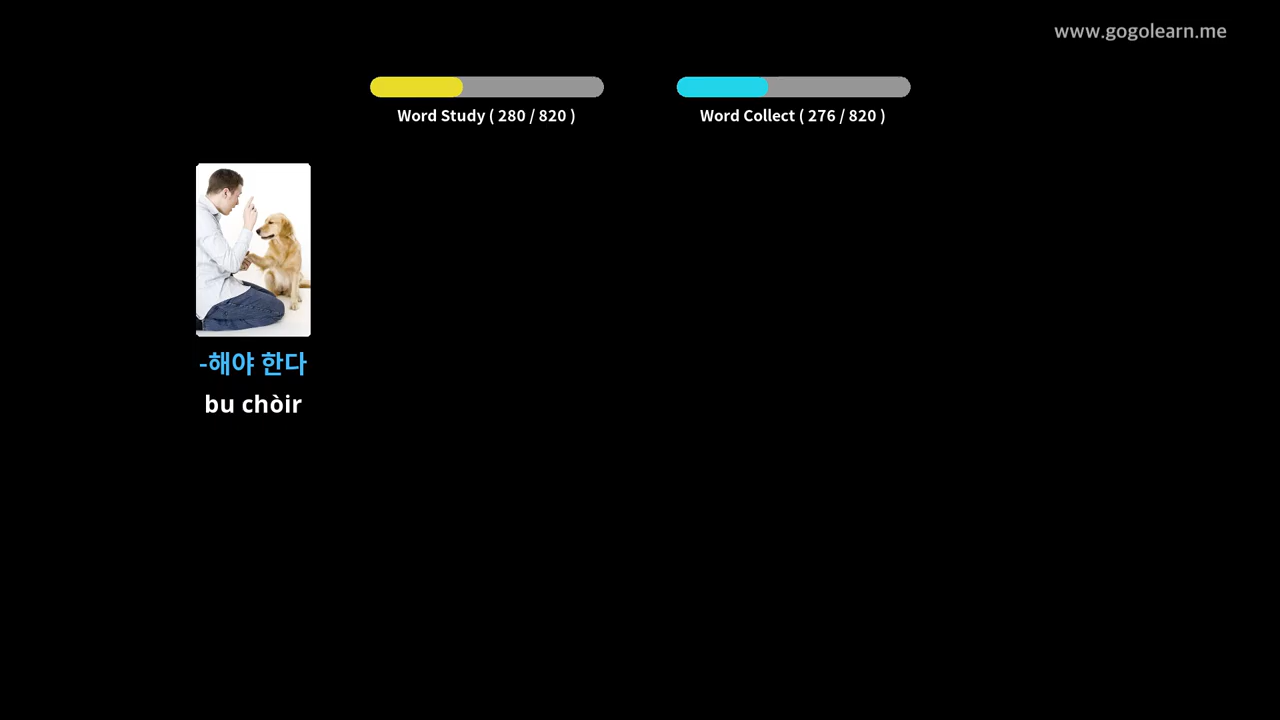 www.gogolearn.me
Word Study ( 280 / 820 )
Word Collect ( 276 / 820 )
-해야 한다
bu chòir